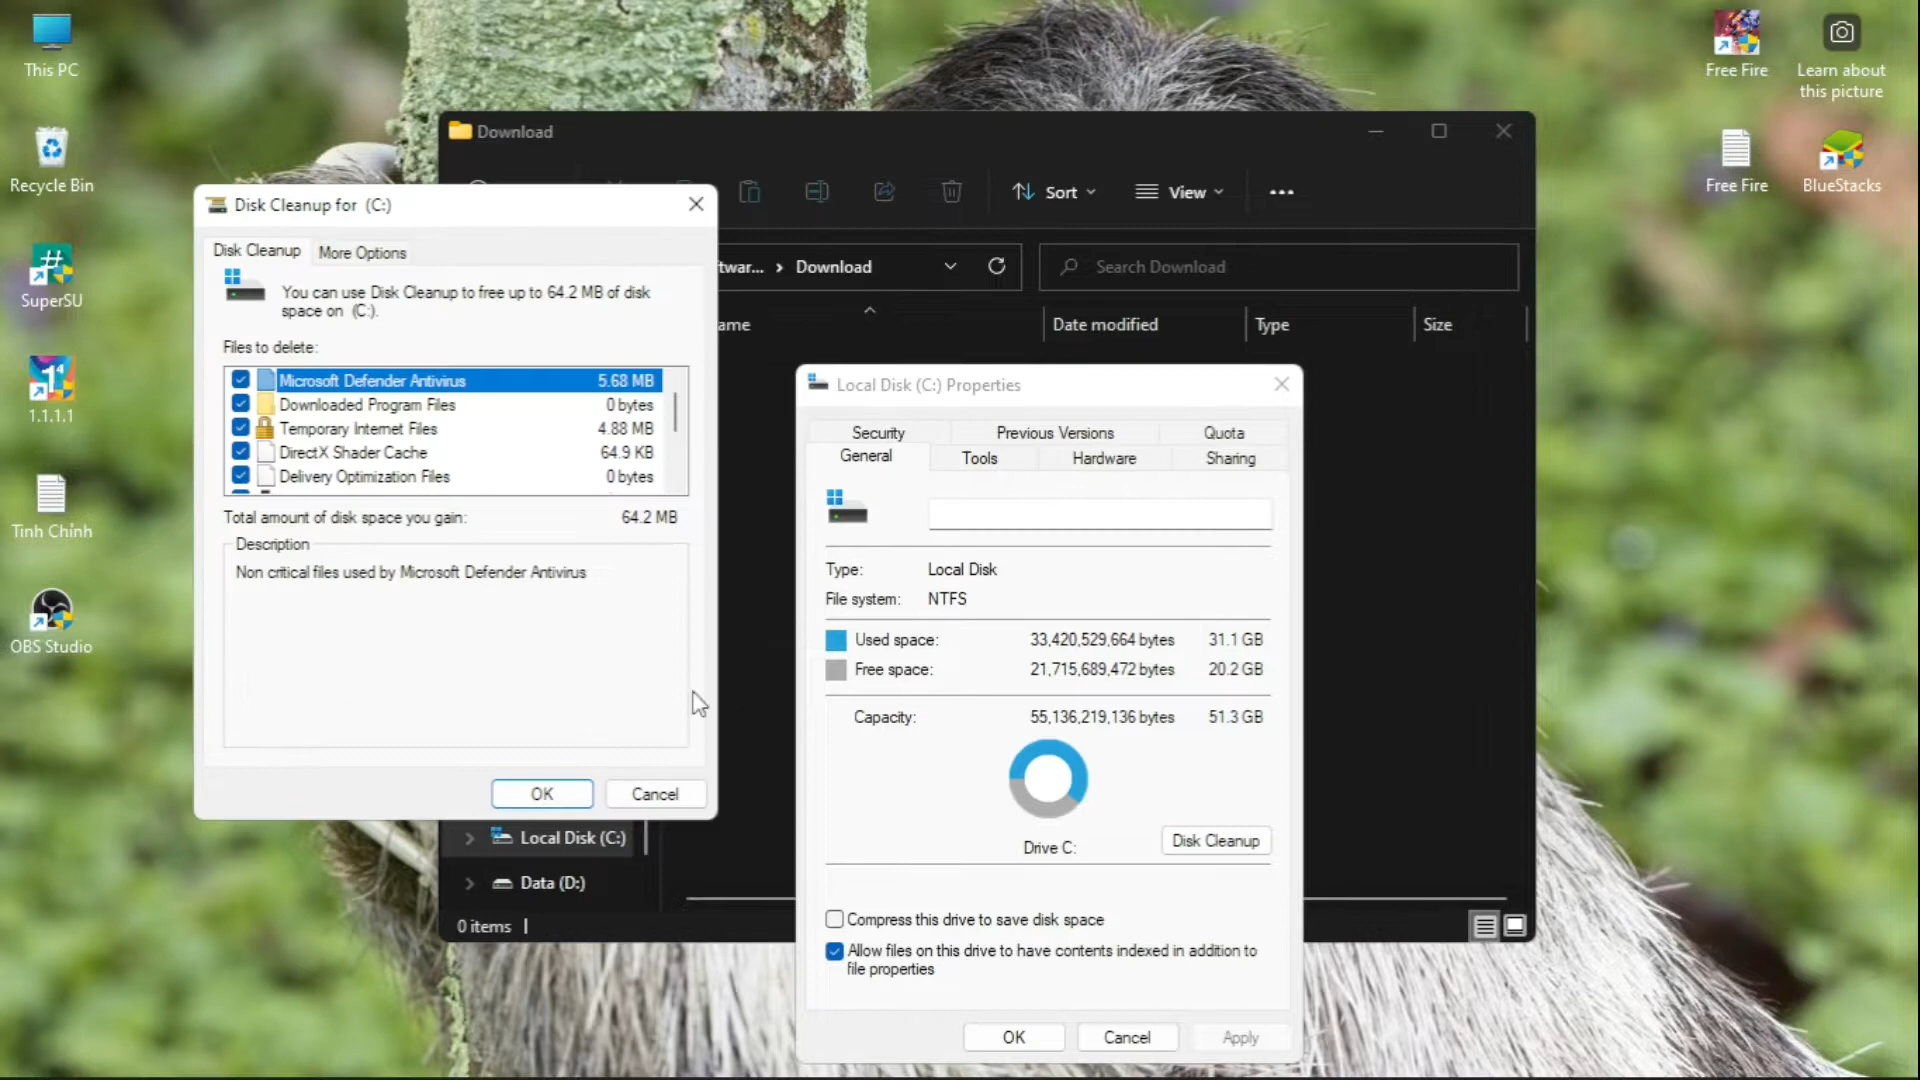 This PC
Recycle Bin
SuperSU
1.1.1.1
Tinh Chỉnh
OBS Studio
Free Fire
Learn about
this picture
Free Fire
BlueStacks
Download
Sort
View
Download
Search Download
Date modified
Type
Size
Local Disk (C:)
Data (D:)
0 items
Disk Cleanup for (C:)
Disk Cleanup
More Options
You can use Disk Cleanup to free up to 64.2 MB of disk
space on (C:).
Files to delete:
Microsoft Defender Antivirus 5.68 MB
Downloaded Program Files 0 bytes
Temporary Internet Files 4.88 MB
DirectX Shader Cache 64.9 KB
Delivery Optimization Files 0 bytes
Total amount of disk space you gain: 64.2 MB
Description
Non critical files used by Microsoft Defender Antivirus
OK Cancel
Local Disk (C:) Properties
Security Previous Versions Quota
General Tools Hardware Sharing
Type: Local Disk
File system: NTFS
Used space: 33,420,529,664 bytes 31.1 GB
Free space: 21,715,689,472 bytes 20.2 GB
Capacity: 55,136,219,136 bytes 51.3 GB
Drive C:
Disk Cleanup
Compress this drive to save disk space
Allow files on this drive to have contents indexed in addition to
file properties
OK Cancel Apply